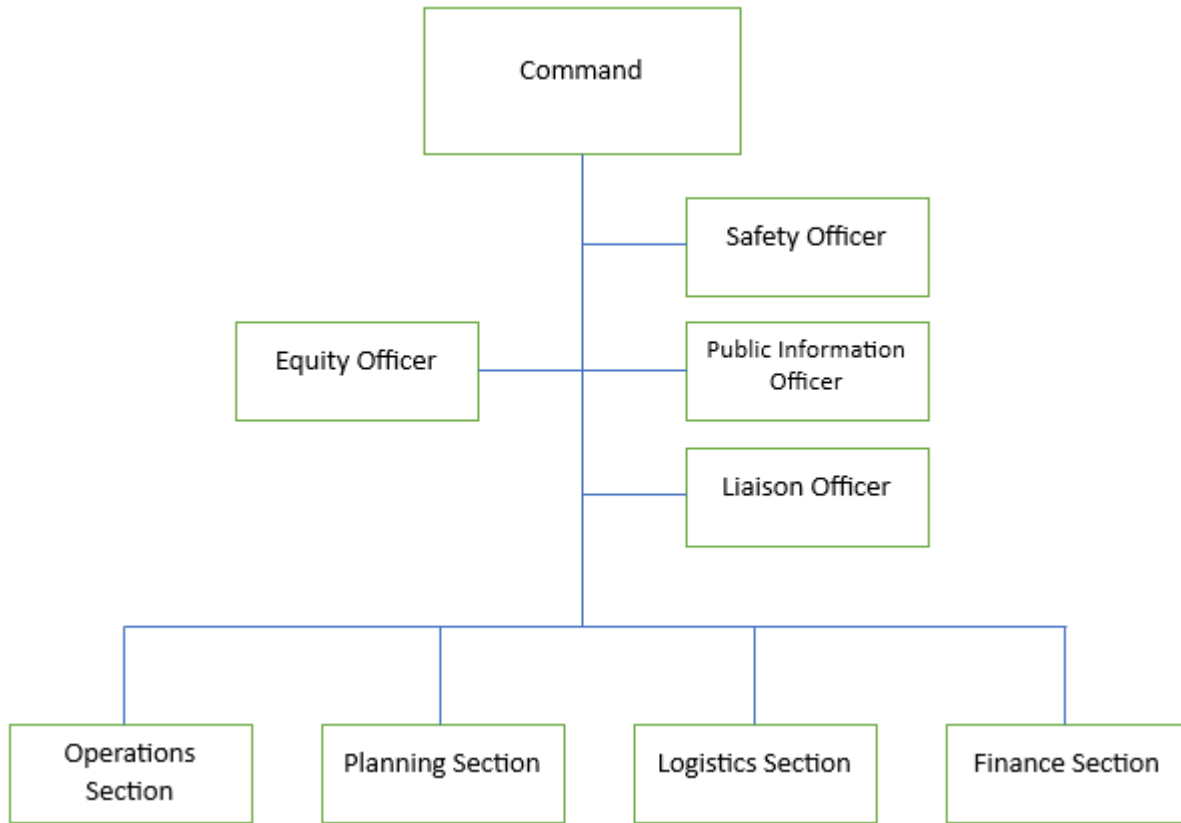 Command
Safety Officer
Equity Officer
Public Information
Officer
Liaison Officer
Operations
Section
Planning Section
Logistics Section
Finance Section